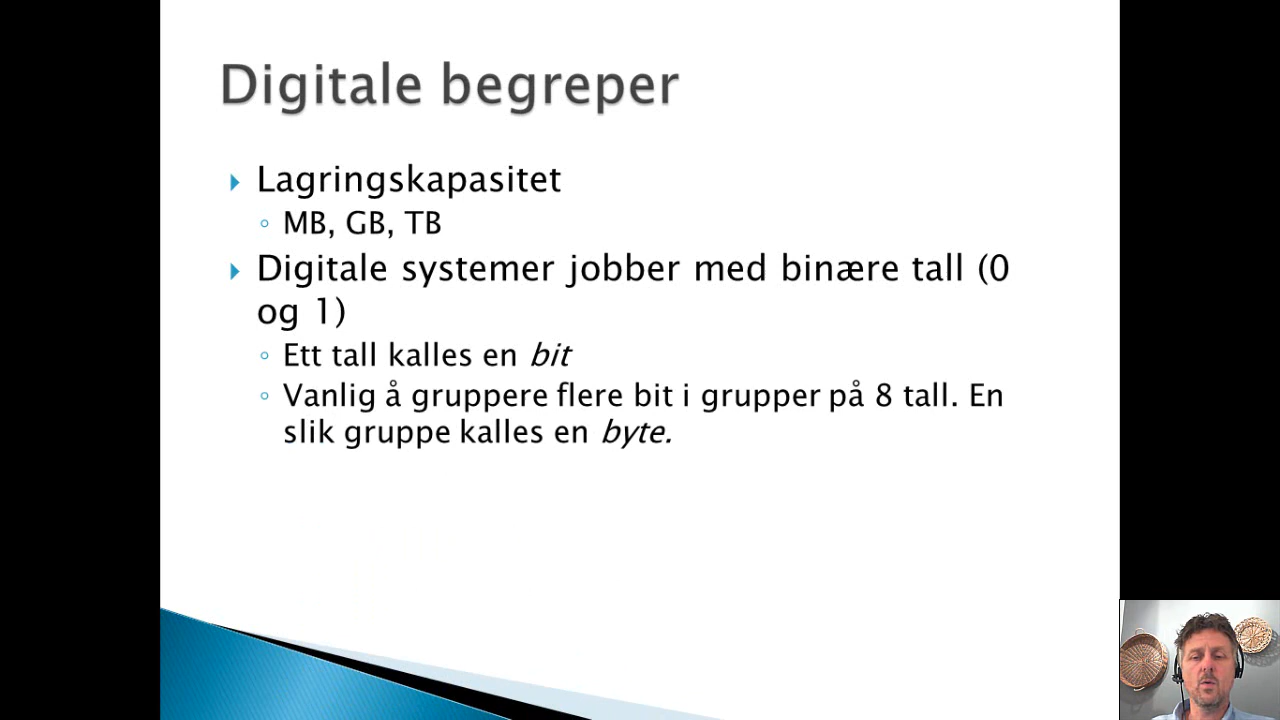 Digitale begreper
Lagringskapasitet
MB, GB, TB
Digitale systemer jobber med binære tall (0
og 1)
Ett tall kalles en bit
Vanlig å gruppere flere bit i grupper på 8 tall. En
slik gruppe kalles en byte.